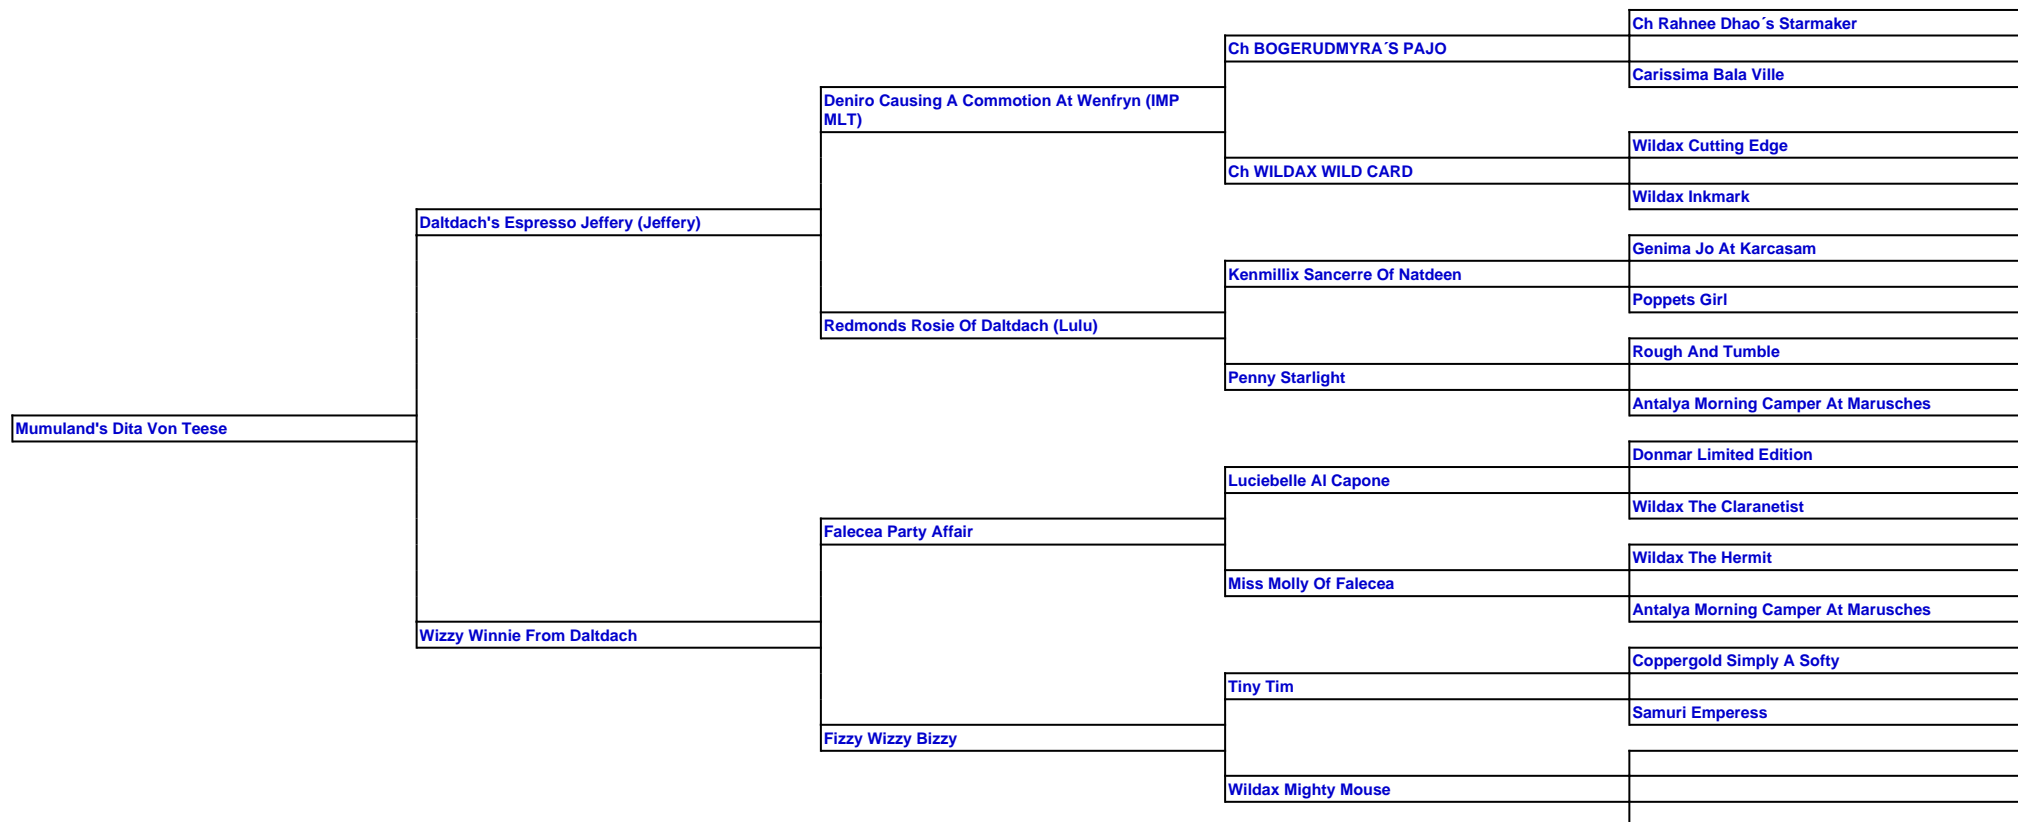 Ch Rahnee Dhao´s Starmaker
Ch BOGERUDMYRA´S PAJO
Carissima Bala Ville
Deniro Causing A Commotion At Wenfryn (IMP
MLT)
Wildax Cutting Edge
Ch WILDAX WILD CARD
Wildax Inkmark
Daltdach's Espresso Jeffery (Jeffery)
Genima Jo At Karcasam
Kenmillix Sancerre Of Natdeen
Poppets Girl
Redmonds Rosie Of Daltdach (Lulu)
Rough And Tumble
Penny Starlight
Antalya Morning Camper At Marusches
Mumuland's Dita Von Teese
Donmar Limited Edition
Luciebelle Al Capone
Wildax The Claranetist
Falecea Party Affair
Wildax The Hermit
Miss Molly Of Falecea
Antalya Morning Camper At Marusches
Wizzy Winnie From Daltdach
Coppergold Simply A Softy
Tiny Tim
Samuri Emperess
Fizzy Wizzy Bizzy
Wildax Mighty Mouse